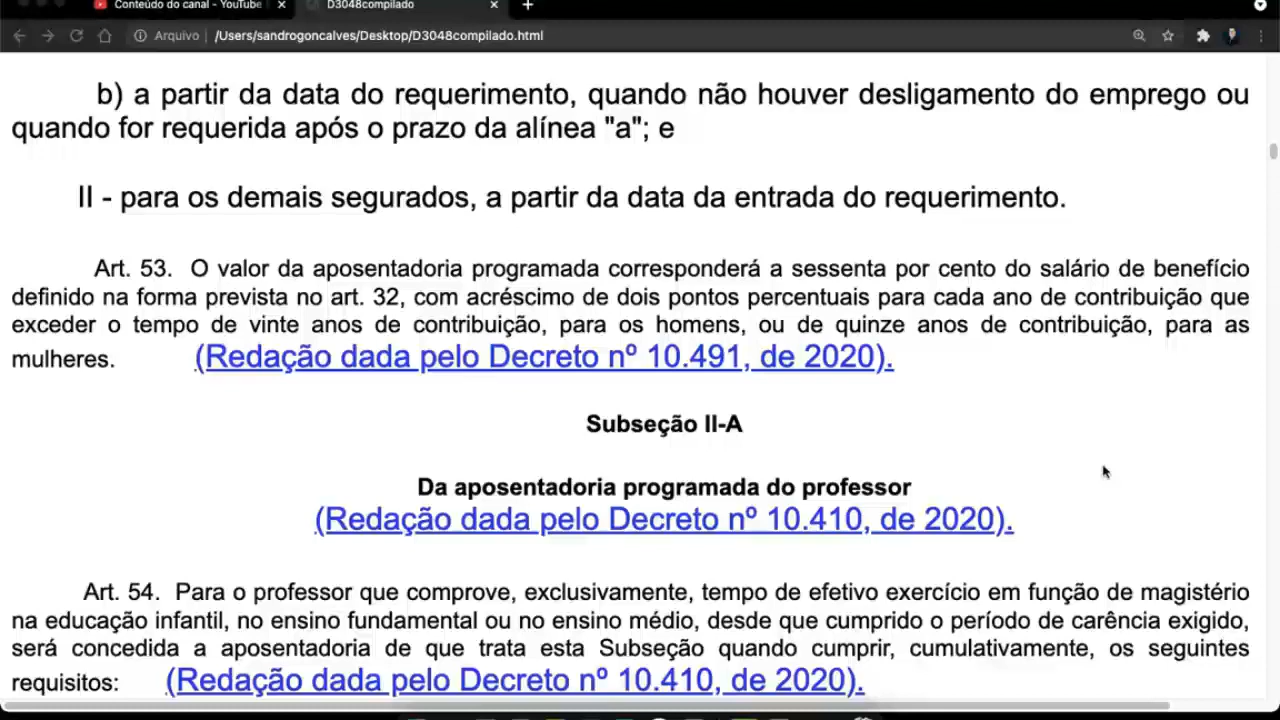 Conteúdo do canal - YouTube
D3048compilado
Arquivo | /Users/sandrogoncalves/Desktop/D3048compilado.html
b) a partir da data do requerimento, quando não houver desligamento do emprego ou
quando for requerida após o prazo da alínea "a"; e
II - para os demais segurados, a partir da data da entrada do requerimento.
Art. 53. O valor da aposentadoria programada corresponderá a sessenta por cento do salário de benefício
definido na forma prevista no art. 32, com acréscimo de dois pontos percentuais para cada ano de contribuição que
exceder o tempo de vinte anos de contribuição, para os homens, ou de quinze anos de contribuição, para as
mulheres. (Redação dada pelo Decreto nº 10.491, de 2020).
Subseção II-A
Da aposentadoria programada do professor
(Redação dada pelo Decreto nº 10.410, de 2020).
Art. 54. Para o professor que comprove, exclusivamente, tempo de efetivo exercício em função de magistério
na educação infantil, no ensino fundamental ou no ensino médio, desde que cumprido o período de carência exigido,
será concedida a aposentadoria de que trata esta Subseção quando cumprir, cumulativamente, os seguintes
requisitos: (Redação dada pelo Decreto nº 10.410, de 2020).